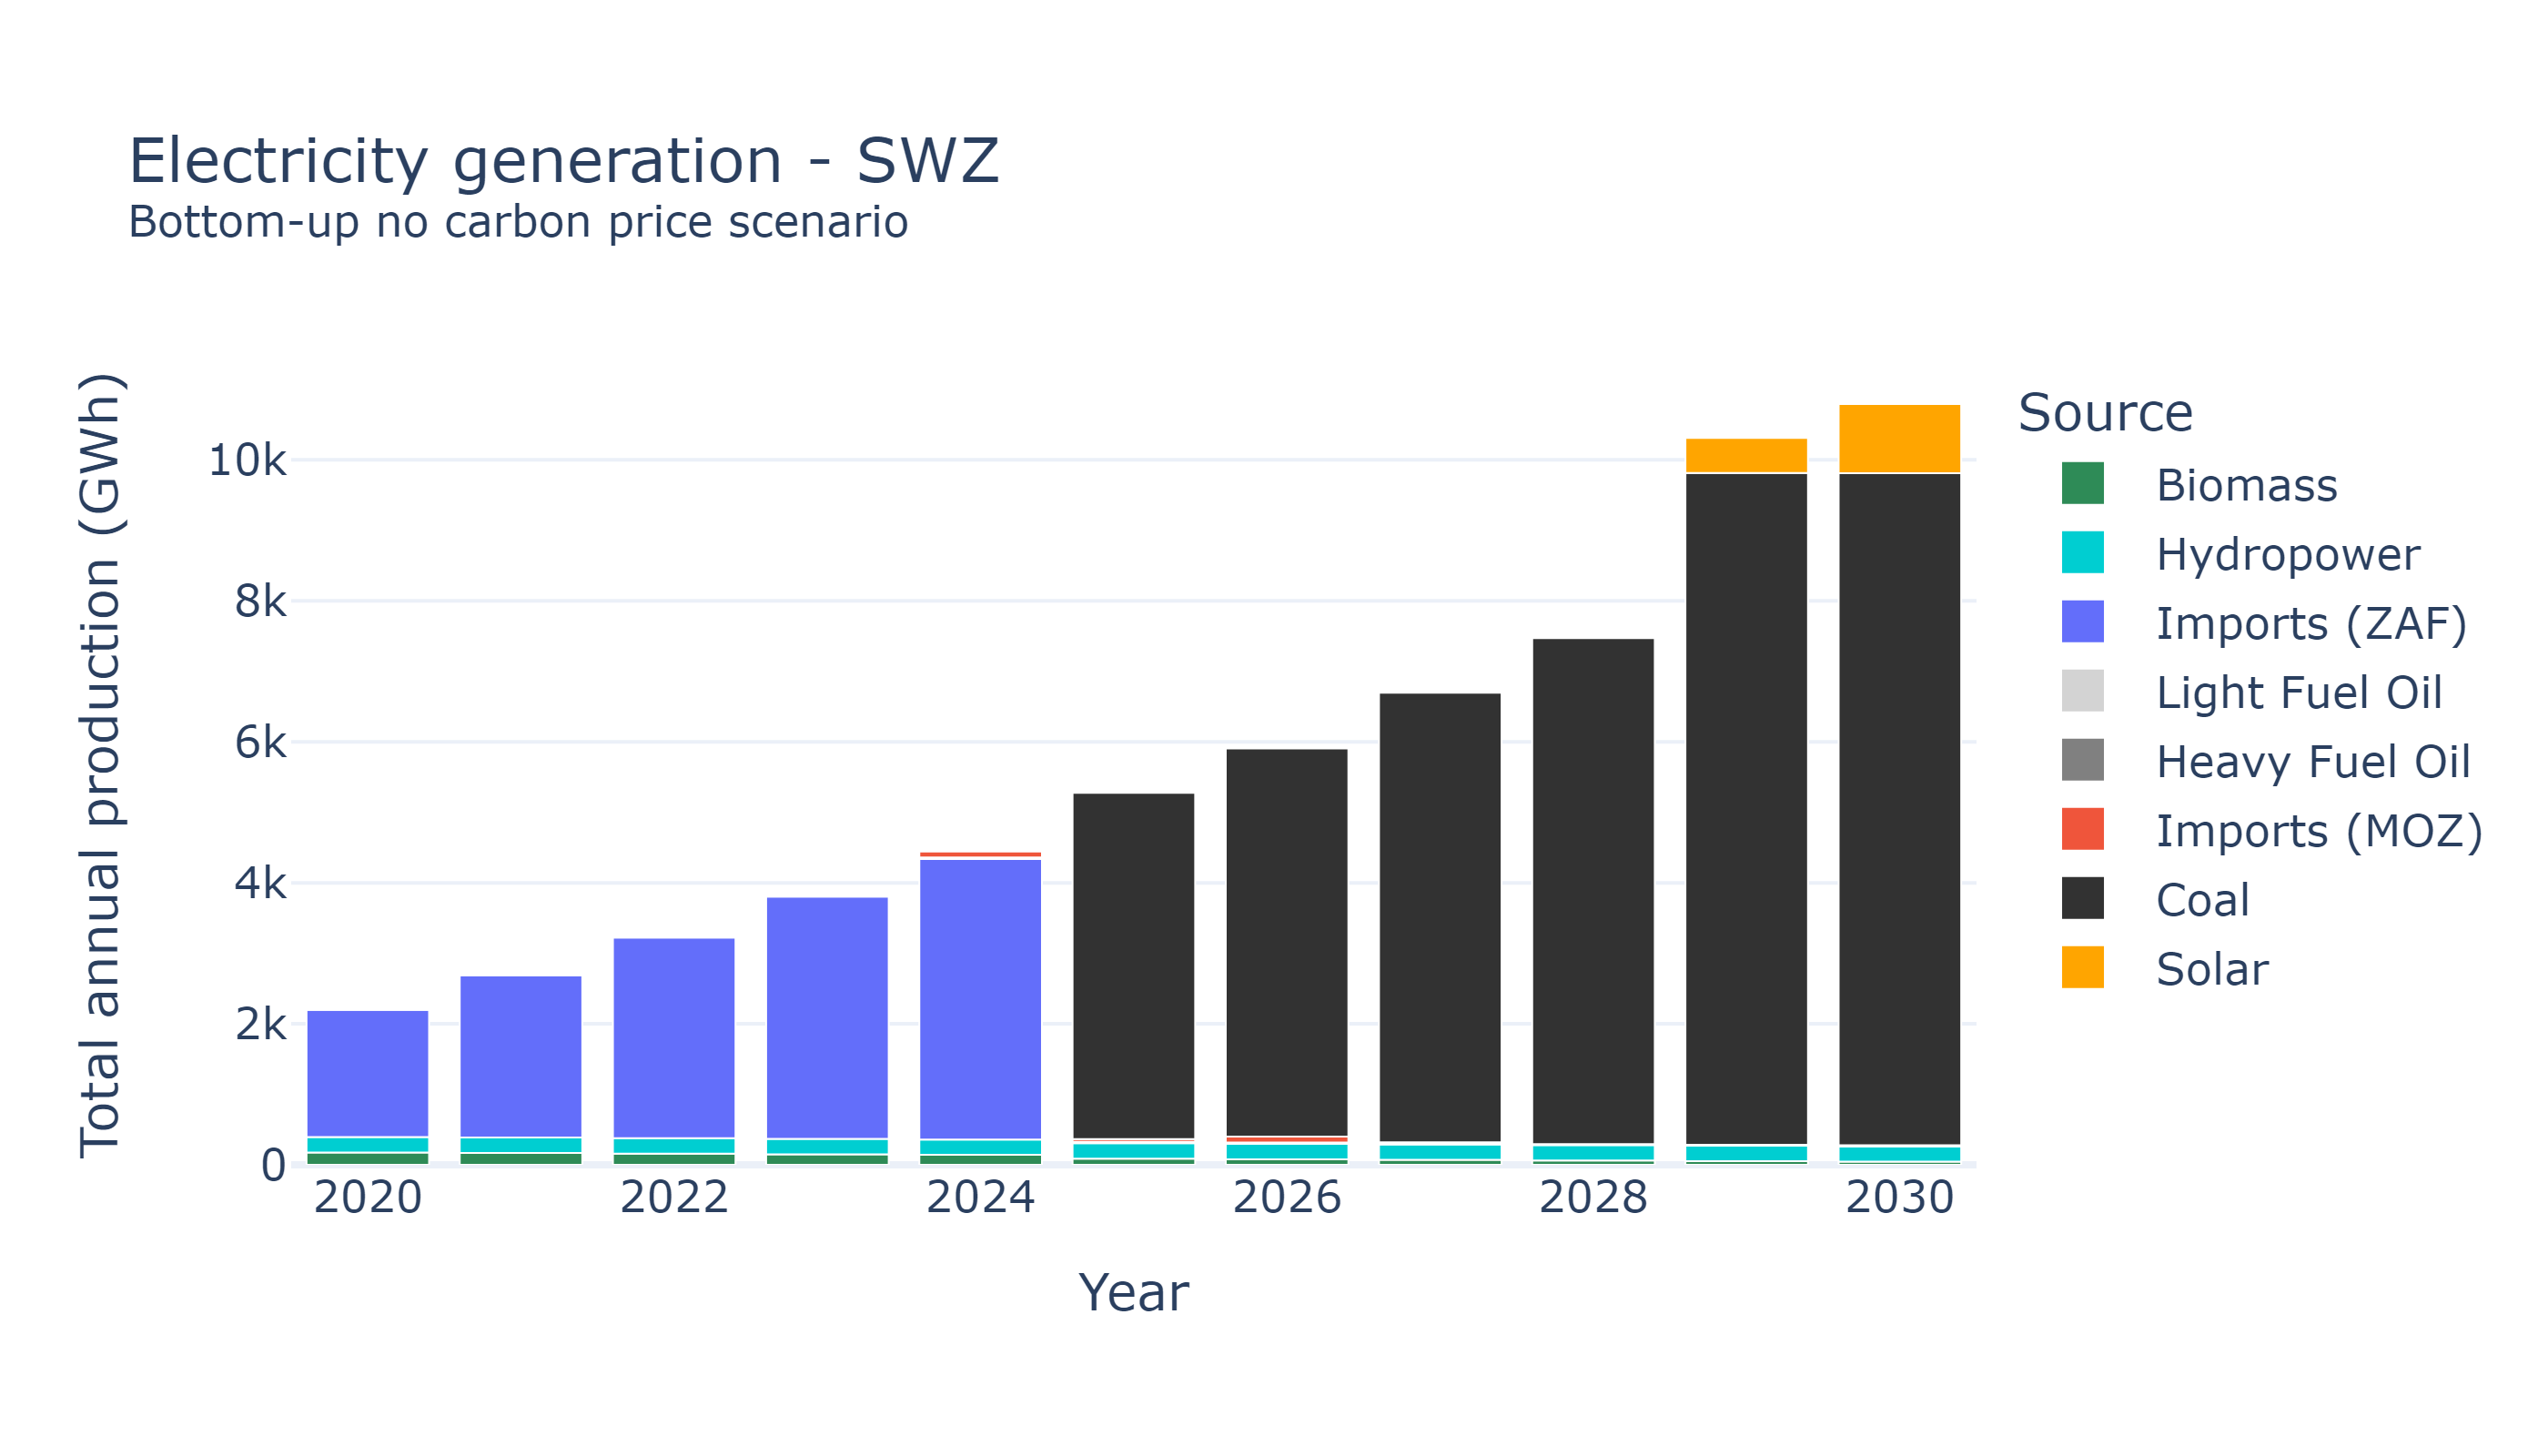 Electricity generation - SWZ
Bottom-up no carbon price scenario
Total annual production (GWh)
10k
8k
6k
4k
2k
0
2020
2022
2024
2026
2028
2030
Year
Source
Biomass
Hydropower
Imports (ZAF)
Light Fuel Oil
Heavy Fuel Oil
Imports (MOZ)
Coal
Solar